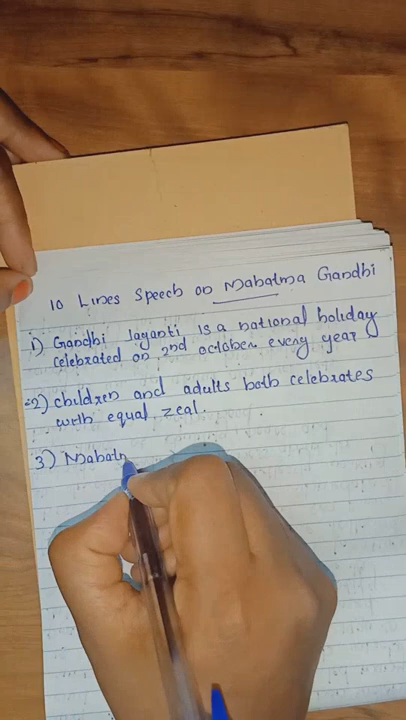 10 Lines Speech on Mahatma Gandhi
1) Gandhi Jayanti is a national holiday
celebrated on 2nd october every year
2) children and adults both celebrates
with equal zeal.
3) Mahatm